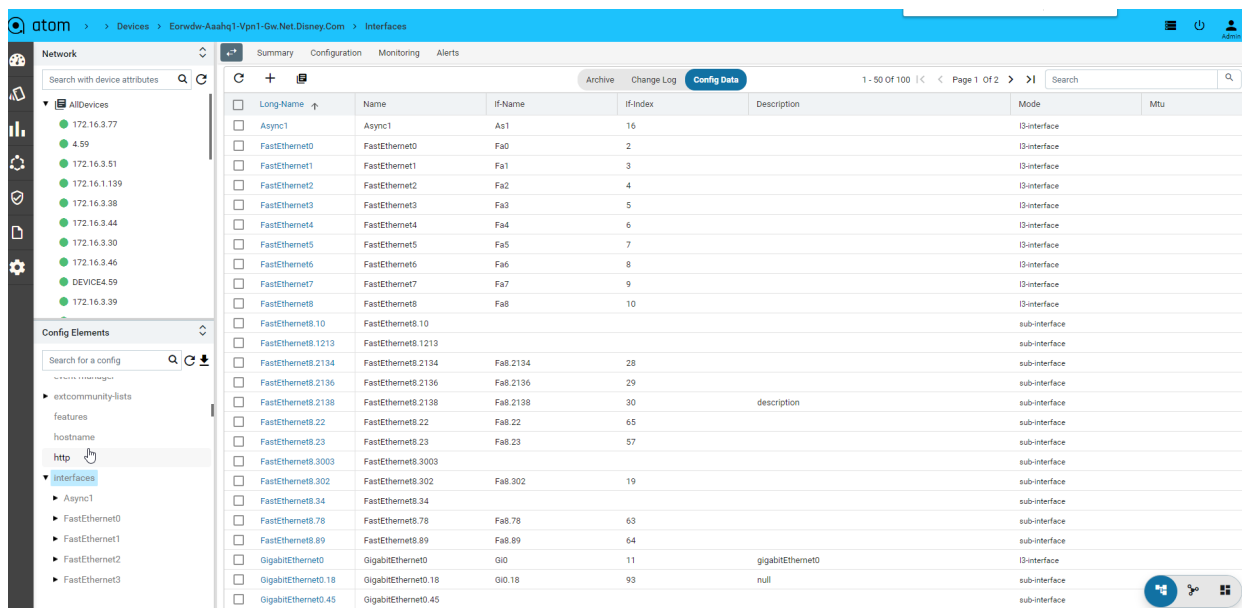 atom > > Devices > Eorwdw-Aaahq1-Vpn1-Gw.Net.Disney.Com > Interfaces
Admin
Network
Search with device attributes
AllDevices
172.16.3.77
4.59
172.16.3.51
172.16.1.139
172.16.3.38
172.16.3.44
172.16.3.30
172.16.3.46
DEVICE4.59
172.16.3.39
Config Elements
Search for a config
extcommunity-lists
features
hostname
http
interfaces
Async1
FastEthernet0
FastEthernet1
FastEthernet2
FastEthernet3
Summary Configuration Monitoring Alerts
Archive Change Log Config Data 1 - 50 Of 100 |< < Page 1 Of 2 > >| Search
Long-Name Name If-Name If-Index Description Mode Mtu
Async1 Async1 As1 16 l3-interface
FastEthernet0 FastEthernet0 Fa0 2 l3-interface
FastEthernet1 FastEthernet1 Fa1 3 l3-interface
FastEthernet2 FastEthernet2 Fa2 4 l3-interface
FastEthernet3 FastEthernet3 Fa3 5 l3-interface
FastEthernet4 FastEthernet4 Fa4 6 l3-interface
FastEthernet5 FastEthernet5 Fa5 7 l3-interface
FastEthernet6 FastEthernet6 Fa6 8 l3-interface
FastEthernet7 FastEthernet7 Fa7 9 l3-interface
FastEthernet8 FastEthernet8 Fa8 10 l3-interface
FastEthernet8.10 FastEthernet8.10 sub-interface
FastEthernet8.1213 FastEthernet8.1213 sub-interface
FastEthernet8.2134 FastEthernet8.2134 Fa8.2134 28 sub-interface
FastEthernet8.2136 FastEthernet8.2136 Fa8.2136 29 sub-interface
FastEthernet8.2138 FastEthernet8.2138 Fa8.2138 30 description sub-interface
FastEthernet8.22 FastEthernet8.22 Fa8.22 65 sub-interface
FastEthernet8.23 FastEthernet8.23 Fa8.23 57 sub-interface
FastEthernet8.3003 FastEthernet8.3003 sub-interface
FastEthernet8.302 FastEthernet8.302 Fa8.302 19 sub-interface
FastEthernet8.34 FastEthernet8.34 sub-interface
FastEthernet8.78 FastEthernet8.78 Fa8.78 63 sub-interface
FastEthernet8.89 FastEthernet8.89 Fa8.89 64 sub-interface
GigabitEthernet0 GigabitEthernet0 Gi0 11 gigabitEthernet0 l3-interface
GigabitEthernet0.18 GigabitEthernet0.18 Gi0.18 93 null sub-interface
GigabitEthernet0.45 GigabitEthernet0.45 sub-interface